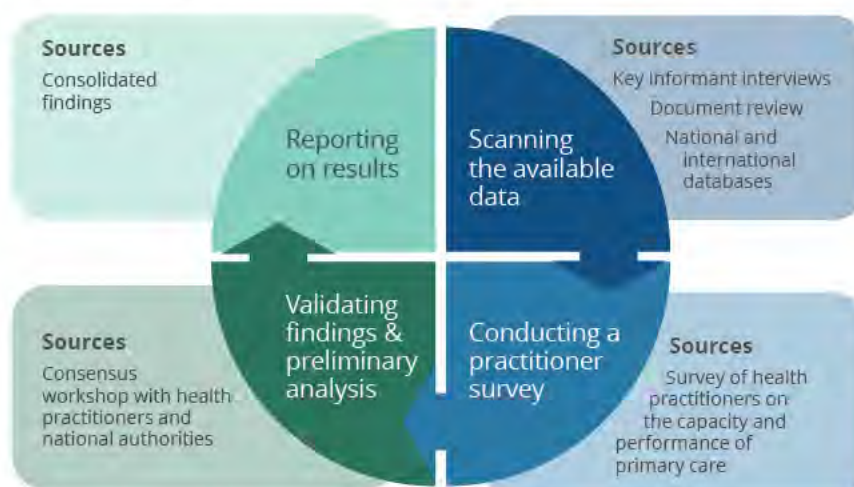 Sources
Consolidated
findings
Reporting
on results
Scanning
the available
data
Sources
Key informant interviews
Document review
National and
international
databases
Sources
Consensus
workshop with health
practitioners and
national authorities
Validating
findings &
preliminary
analysis
Conducting a
practitioner
survey
Sources
Survey of health
practitioners on
the capacity and
performance of
primary care